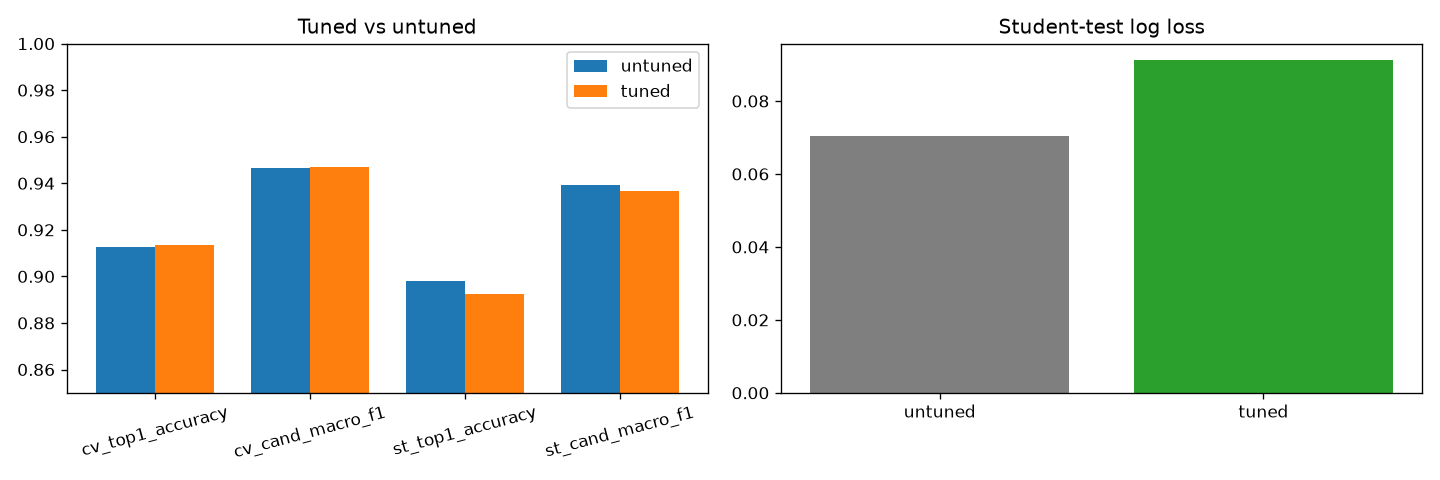 Tuned vs untuned
1.00
0.98
0.96
0.94
0.92
0.90
0.88
0.86
untuned
tuned
cv_top1_accuracy
cv_cand_macro_f1
st_top1_accuracy
st_cand_macro_f1
Student-test log loss
0.08
0.06
0.04
0.02
0.00
untuned
tuned